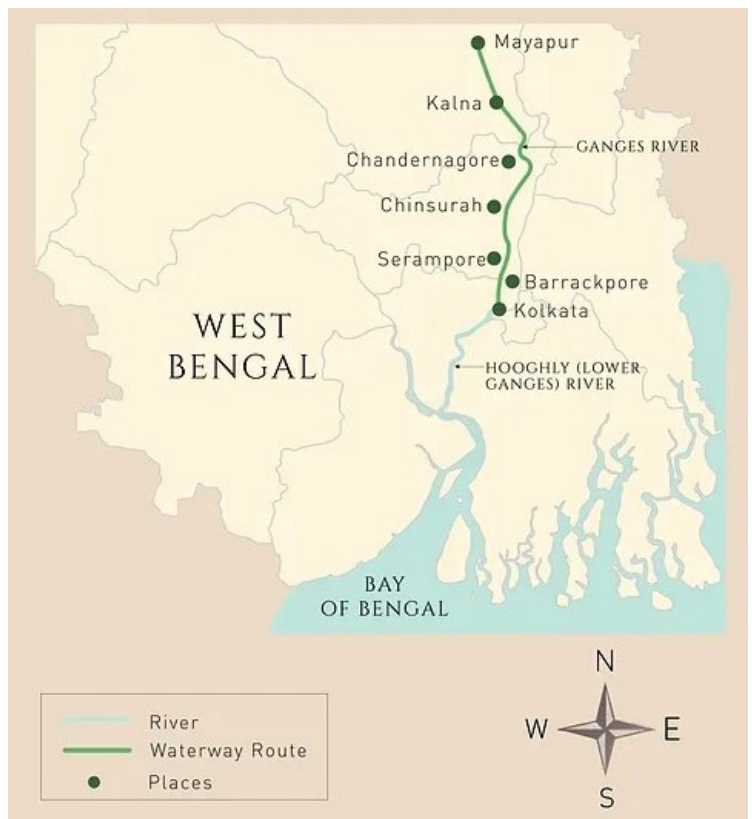 Mayapur
Kalna
GANGES RIVER
Chandernagore
Chinsurah
Serampore
Barrackpore
Kolkata
WEST
BENGAL
HOOGHLY (LOWER
GANGES) RIVER
BAY
OF BENGAL
N
W
E
S
River
Waterway Route
Places